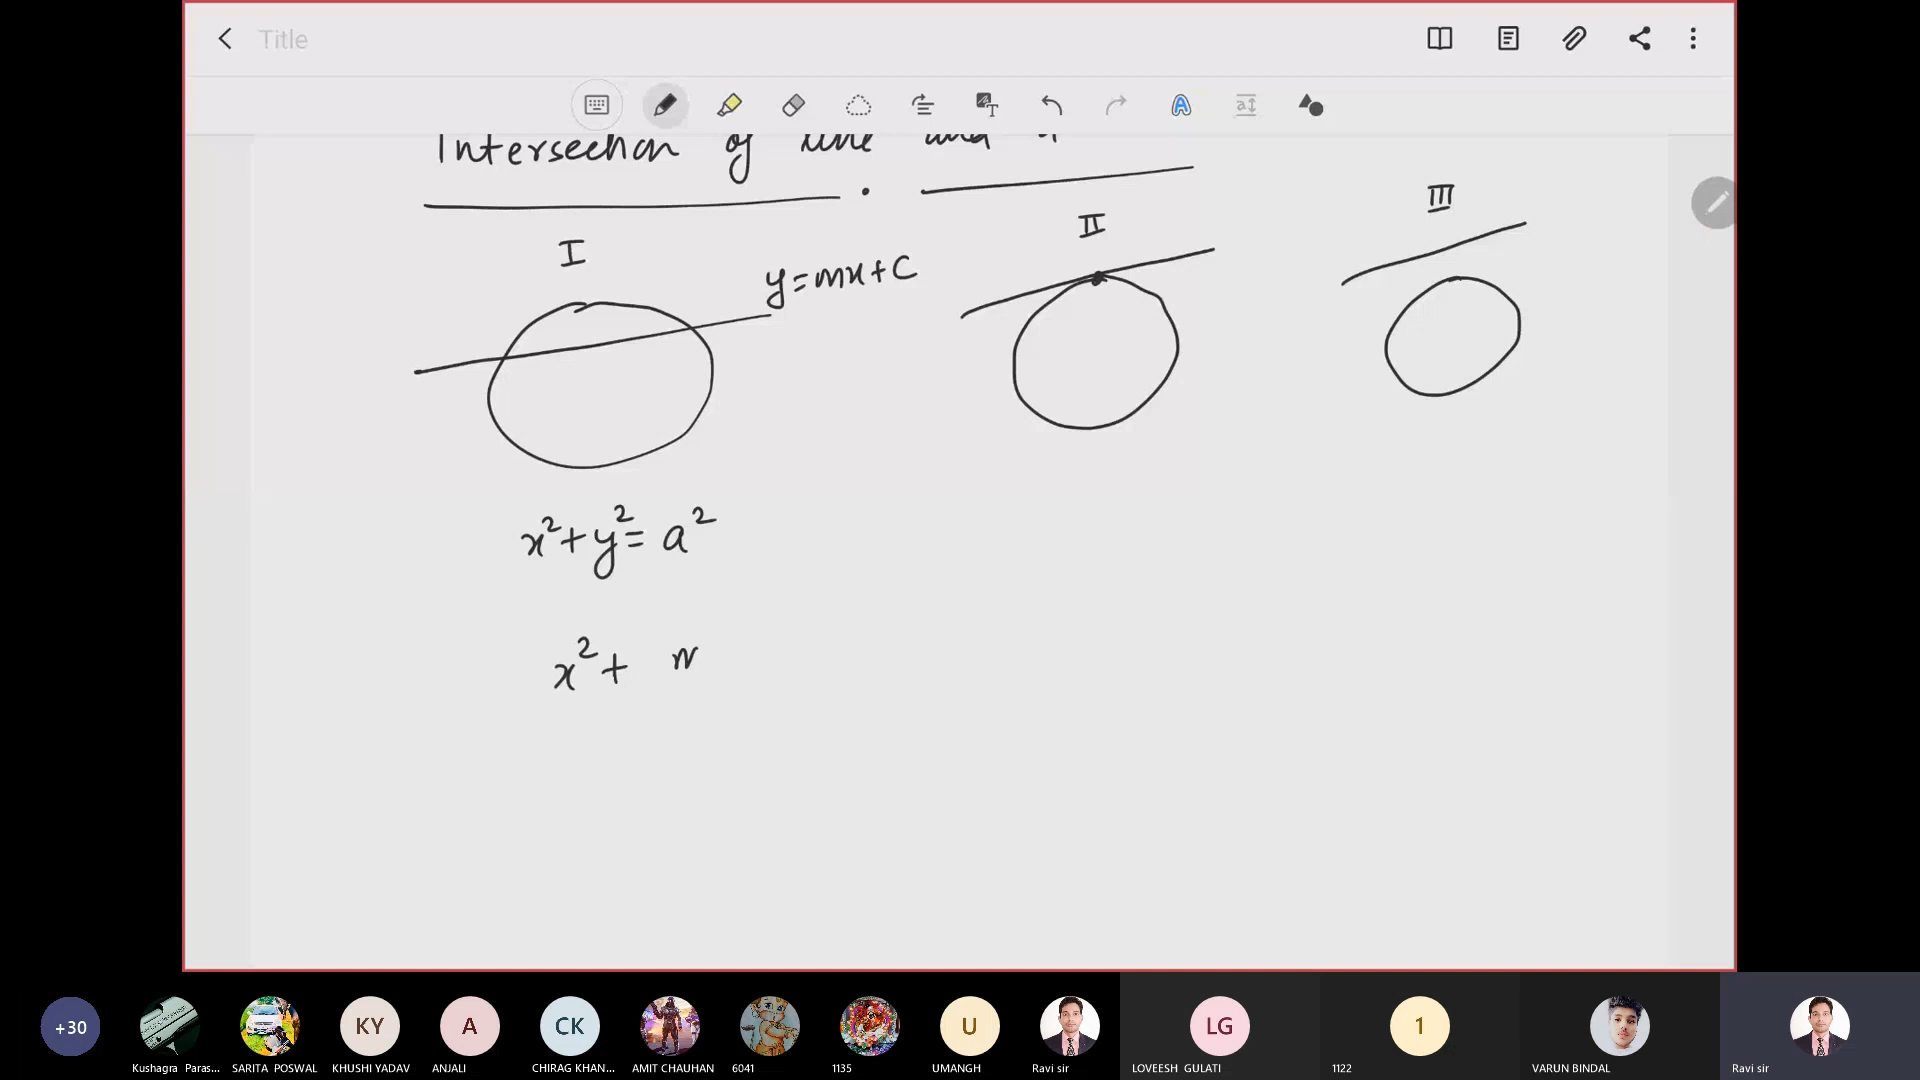 Title
Intersection of line and a
I
II
III
y=mx+c
x²+y²= a²
x²+ m
+30
KY
A
CK
U
LG
1
Kushagra Paras...
SARITA POSWAL
KHUSHI YADAV
ANJALI
CHIRAG KHAN...
AMIT CHAUHAN
6041
1135
UMANGH
Ravi sir
LOVEESH GULATI
1122
VARUN BINDAL
Ravi sir